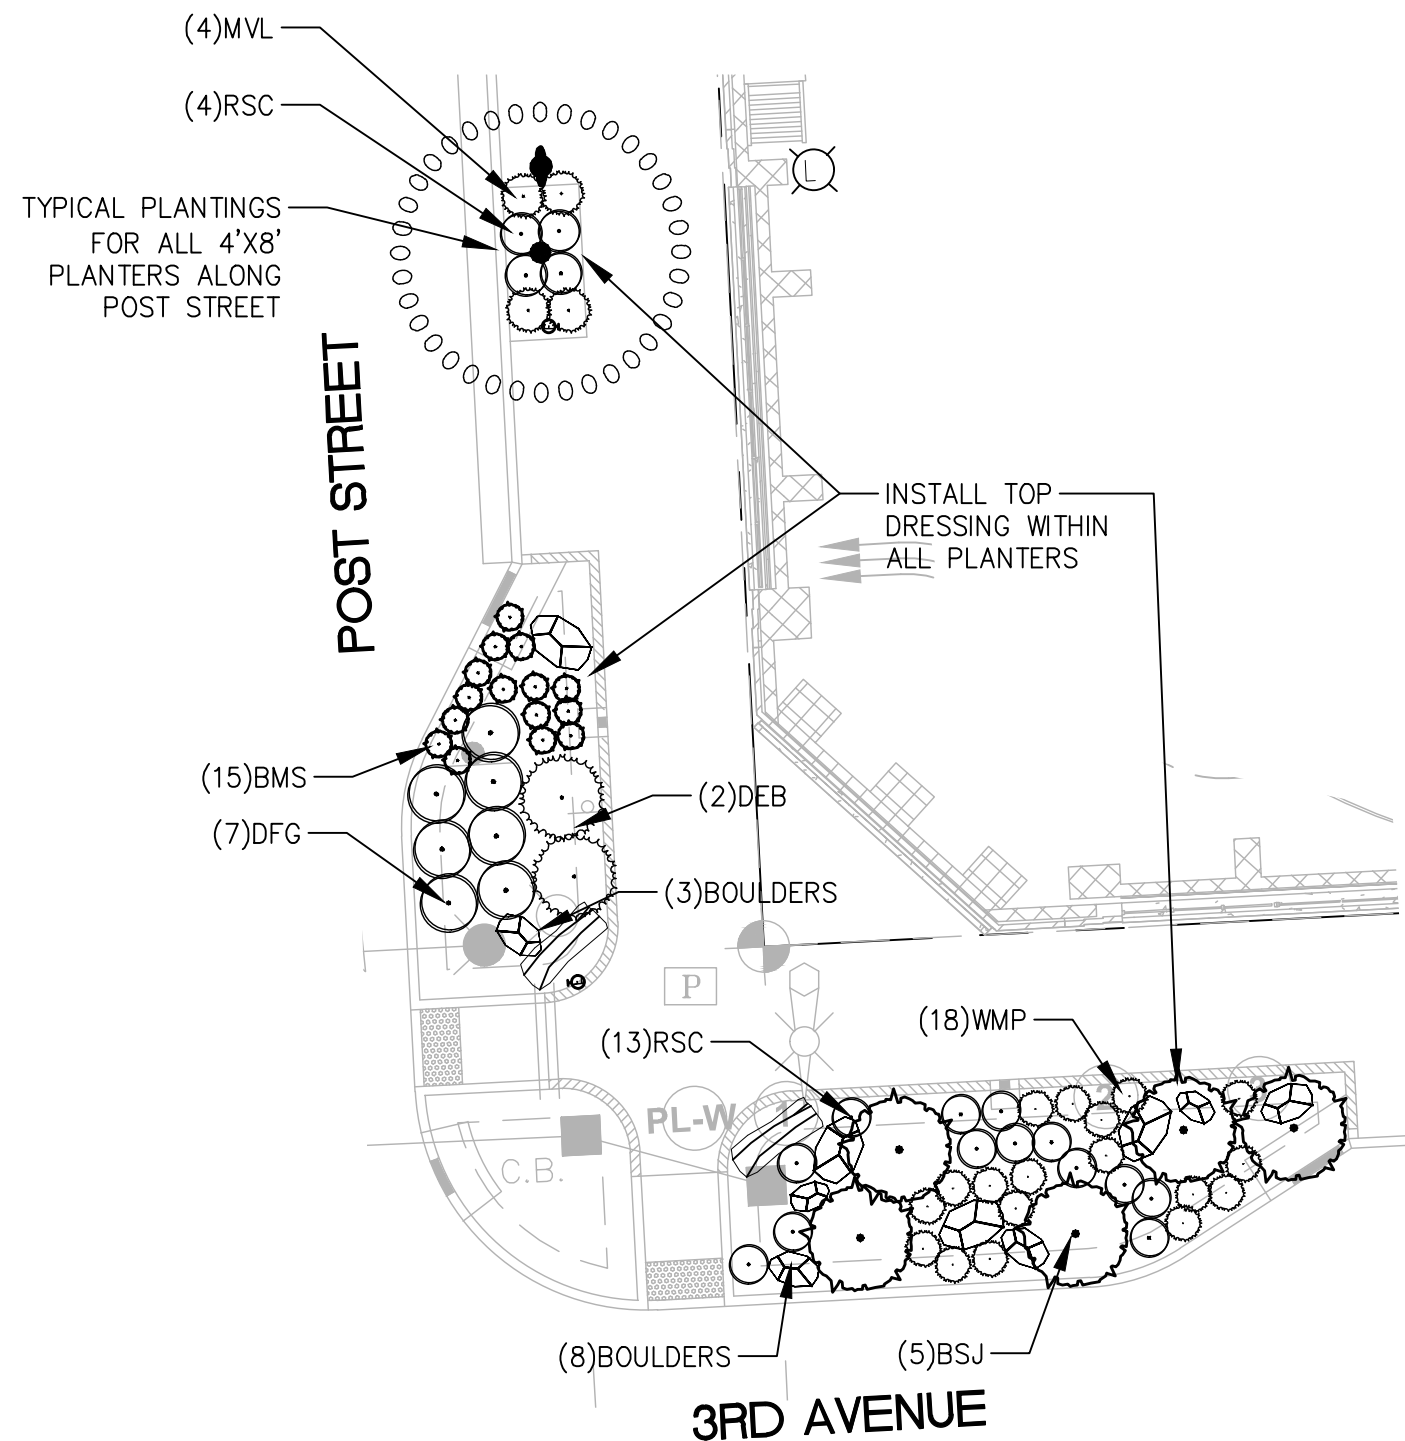 (4)MVL
(4)RSC
L
TYPICAL PLANTINGS
FOR ALL 4'X8'
PLANTERS ALONG
POST STREET
POST STREET
INSTALL TOP
DRESSING WITHIN
ALL PLANTERS
(15)BMS
(2)DEB
(7)DFG
(3)BOULDERS
P
(18)WMP
(13)RSC
PL-W
1
2
C.B.
(8)BOULDERS
(5)BSJ
3RD AVENUE